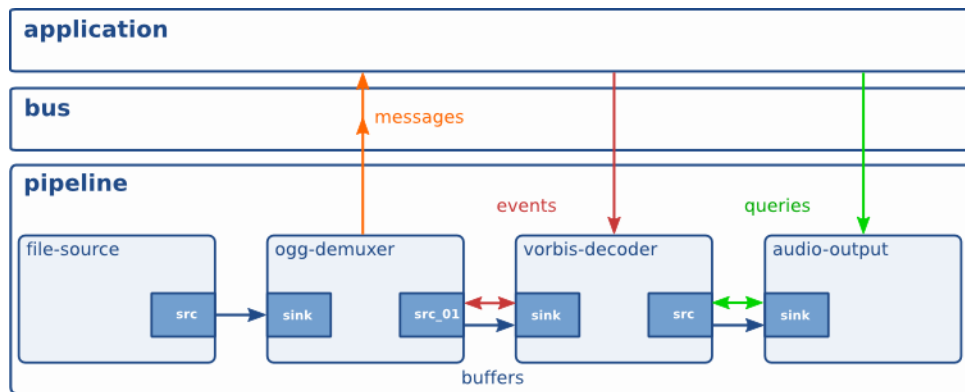 application
bus
messages
pipeline
events
queries
file-source
ogg-demuxer
vorbis-decoder
audio-output
src
sink
src_01
sink
src
sink
buffers